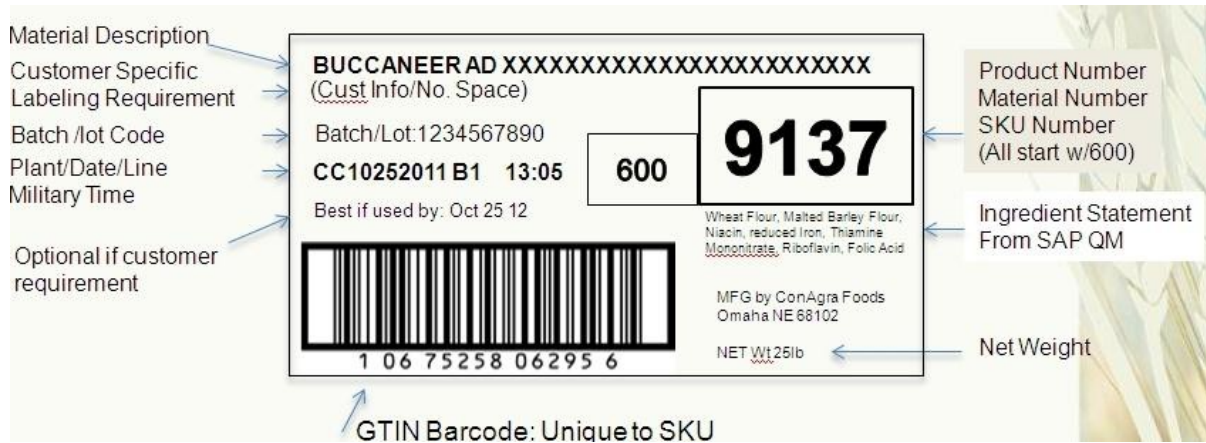 Material Description
Customer Specific
Labeling Requirement
Batch /lot Code
Plant/Date/Line
Military Time
Optional if customer
requirement
BUCCANEER AD XXXXXXXXXXXXXXXXXXXXXXXXX
(Cust Info/No. Space)
Batch/Lot:1234567890
CC10252011 B1 13:05
Best if used by: Oct 25 12
600
9137
Wheat Flour, Malted Barley Flour,
Niacin, reduced Iron, Thiamine
Mononitrate, Riboflavin, Folic Acid
MFG by ConAgra Foods
Omaha NE 68102
NET Wt 25lb
1 06 75258 06295 6
Product Number
Material Number
SKU Number
(All start w/600)
Ingredient Statement
From SAP QM
Net Weight
GTIN Barcode: Unique to SKU